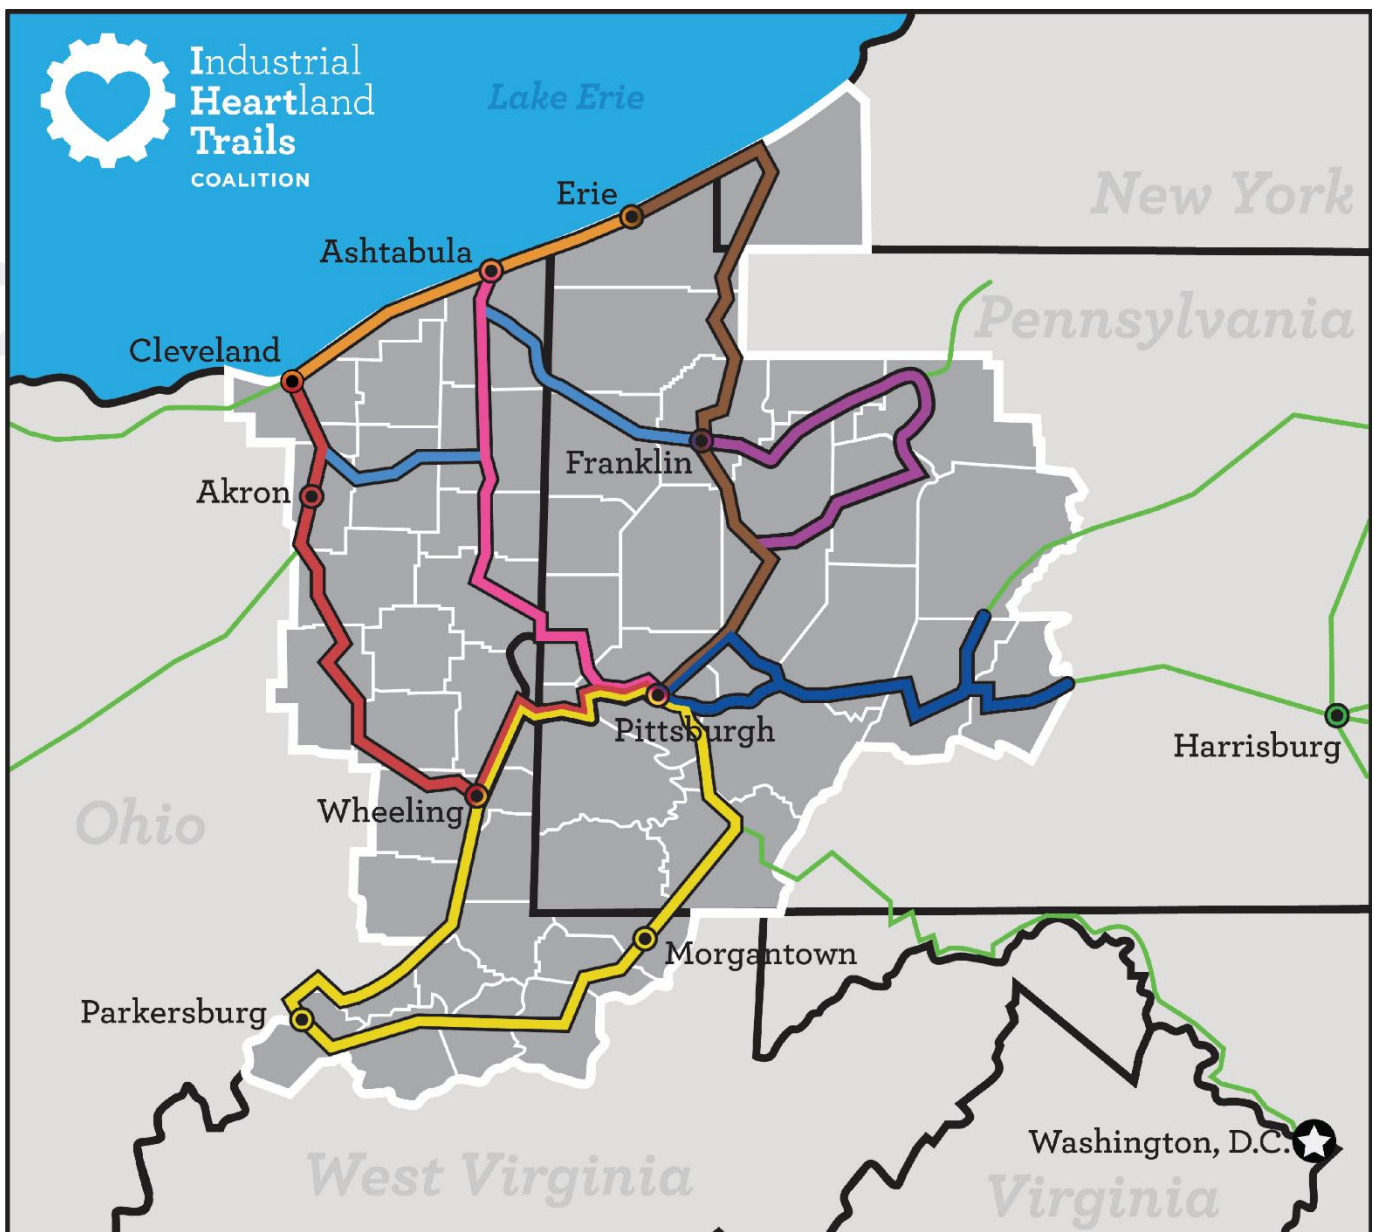 Industrial
Heartland
Trails
COALITION
Lake Erie
New York
Erie
Ashtabula
Pennsylvania
Cleveland
Franklin
Akron
Pittsburgh
Harrisburg
Ohio
Wheeling
Morgantown
Parkersburg
Washington, D.C.
West Virginia
Virginia